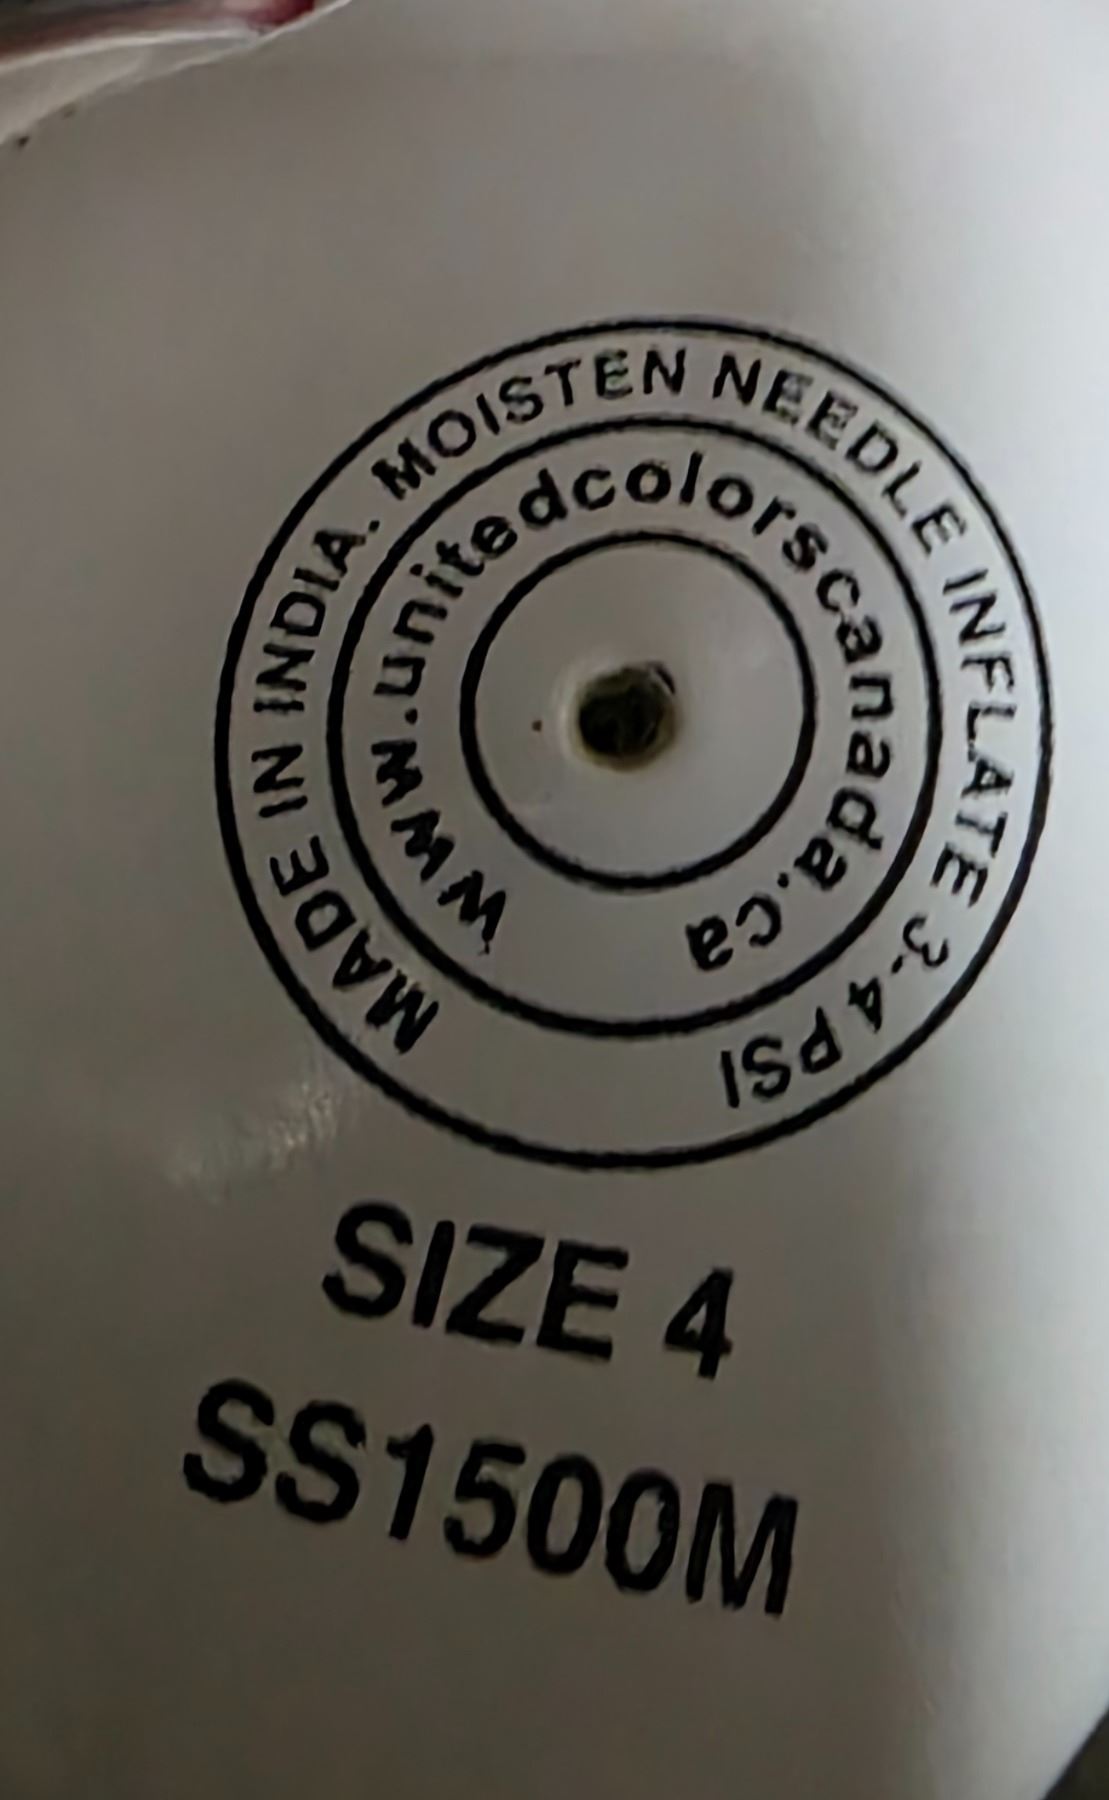 MADE IN INDIA. MOISTEN NEEDLE INFLATE 3-4 PSI
www.unitedcolorscanada.ca
SIZE 4
SS1500M